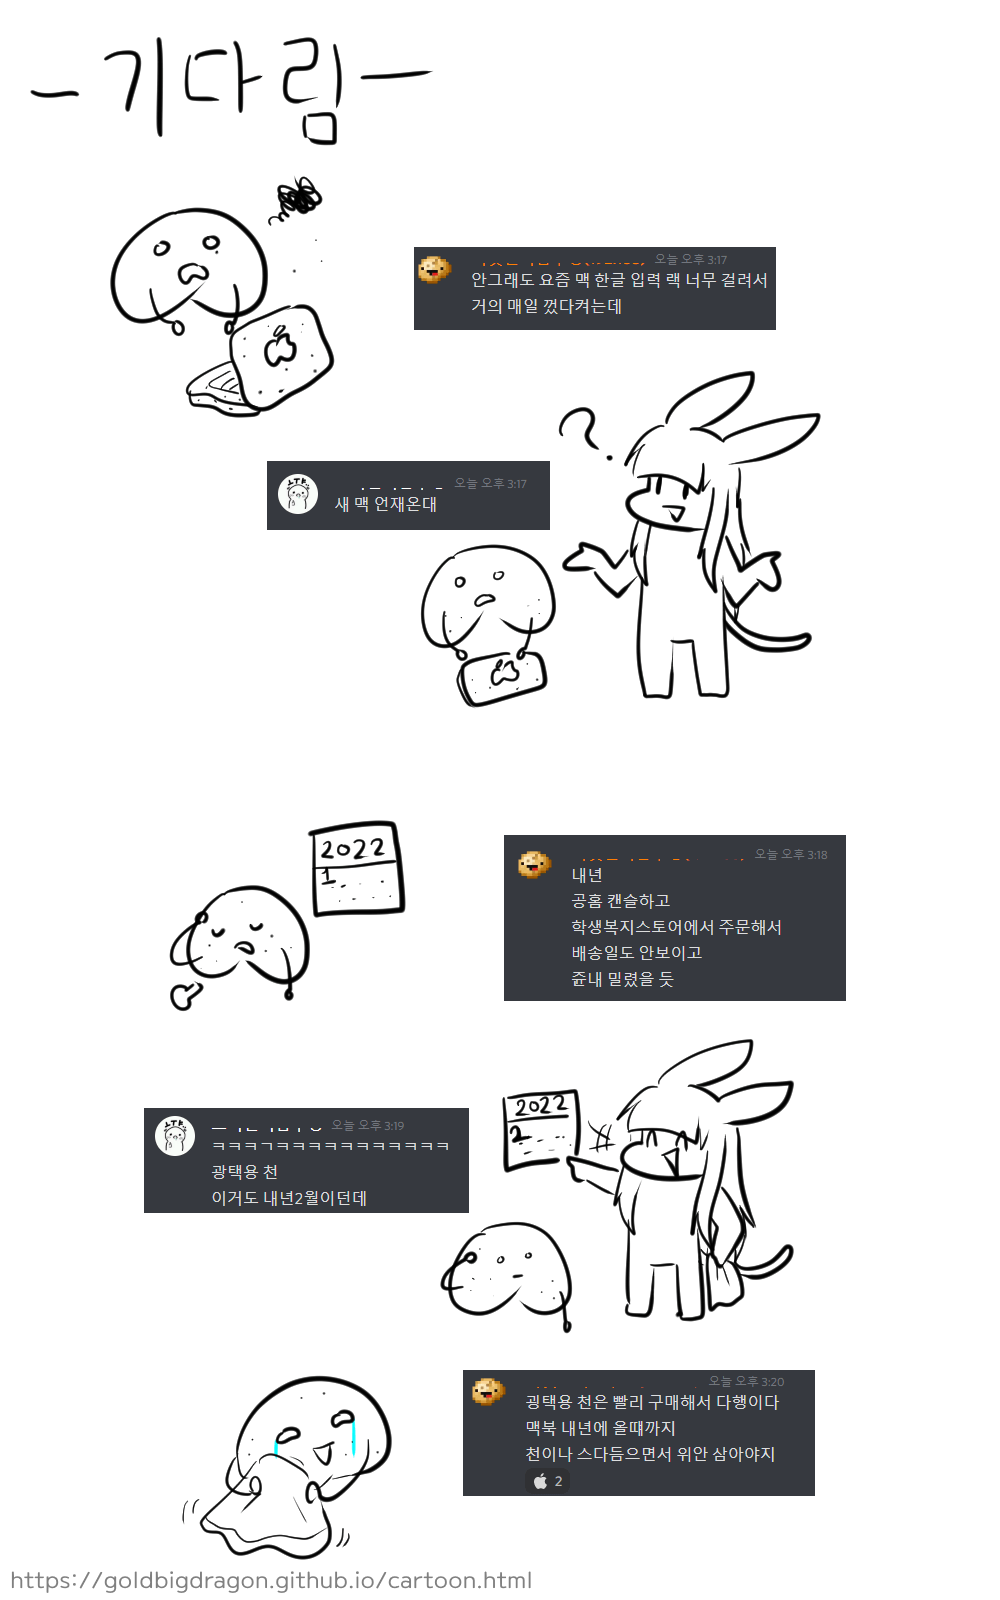 -기다림-
오늘 오후 3:17
안그래도 요즘 맥 한글 입력 랙 너무 걸려서
거의 매일 껐다켜는데
?
LTF
오늘 오후 3:17
새 맥 언재온대
2022
1
오늘 오후 3:18
내년
공홈 캔슬하고
학생복지스토어에서 주문해서
배송일도 안보이고
쥰내 밀렸을 듯
2022
2
LTF
오늘 오후 3:19
ㅋㅋㅋㄱㅋㅋㅋㅋㅋㅋㅋㅋㅋㅋㅋ
광택용 천
이거도 내년2월이던데
오늘 오후 3:20
굉택용 천은 빨리 구매해서 다행이다
맥북 내년에 올떄까지
천이나 스다듬으면서 위안 삼아야지
2
https://goldbigdragon.github.io/cartoon.html